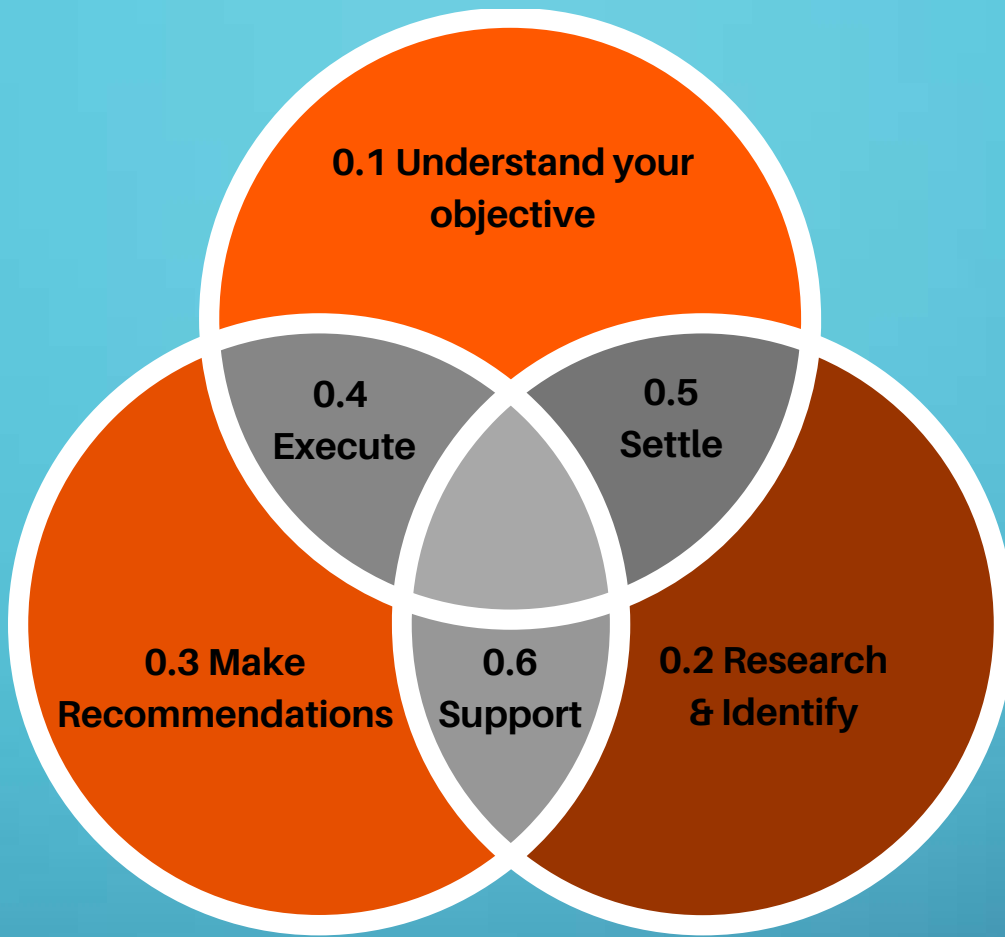 0.1 Understand your
objective
0.4
Execute
0.5
Settle
0.3 Make
Recommendations
0.6
Support
0.2 Research
& Identify